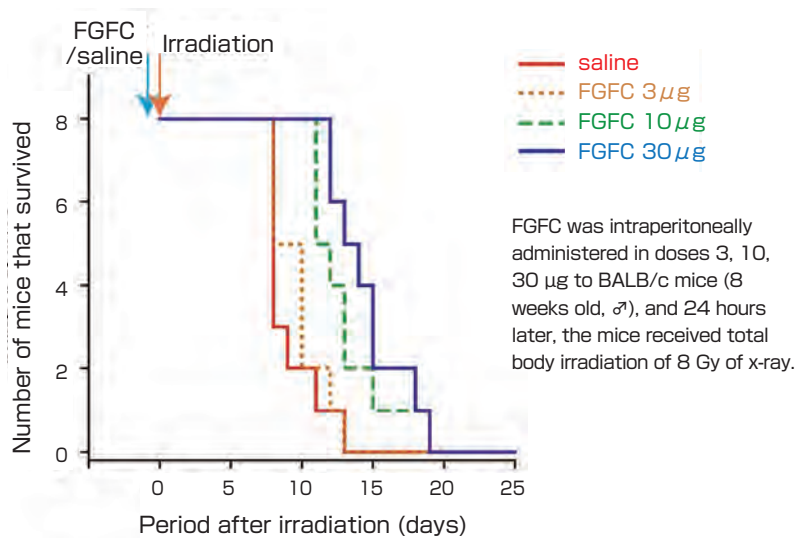 FGFC
/saline
Irradiation
saline
FGFC 3μg
FGFC 10μg
FGFC 30μg
FGFC was intraperitoneally
administered in doses 3, 10,
30 μg to BALB/c mice (8
weeks old, ♂), and 24 hours
later, the mice received total
body irradiation of 8 Gy of x-ray.
Number of mice that survived
8
6
4
2
0
0 5 10 15 20 25
Period after irradiation (days)